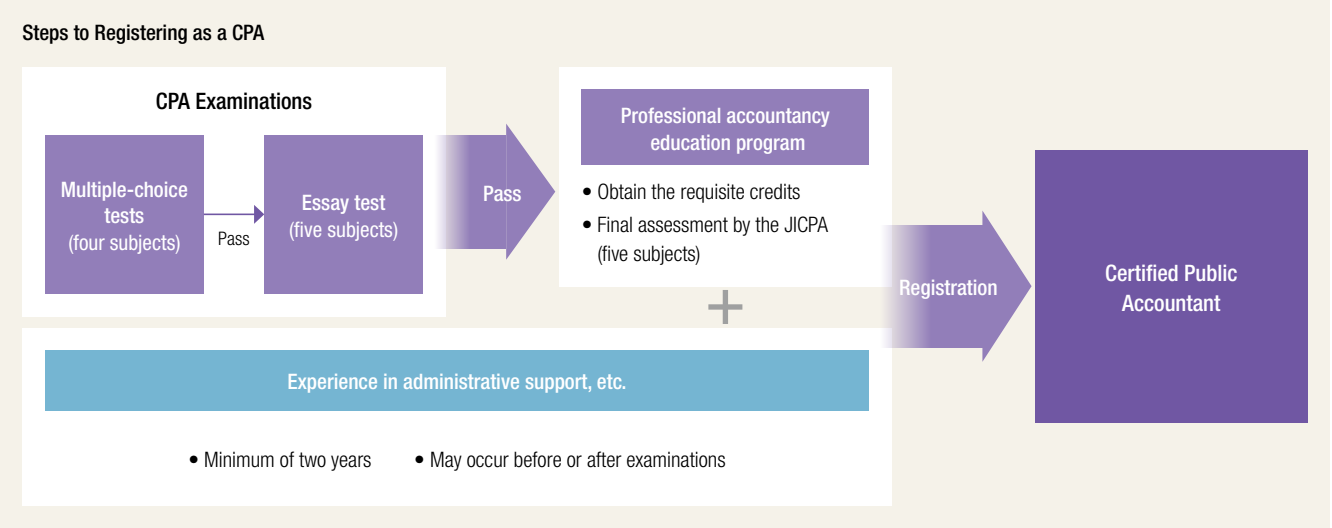 Steps to Registering as a CPA
CPA Examinations
Multiple-choice
tests
(four subjects)
Pass
Essay test
(five subjects)
Pass
Professional accountancy
education program
• Obtain the requisite credits
• Final assessment by the JICPA
(five subjects)
+
Experience in administrative support, etc.
• Minimum of two years
• May occur before or after examinations
Registration
Certified Public
Accountant